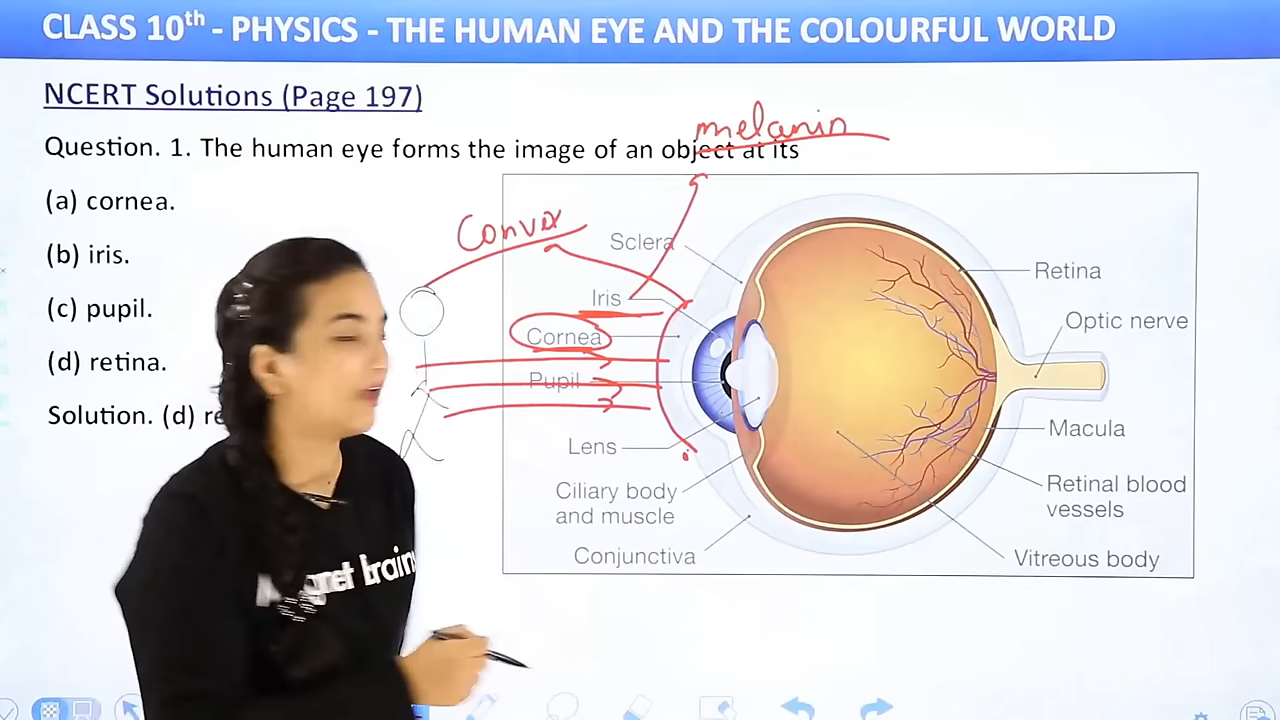 CLASS 10th - PHYSICS - THE HUMAN EYE AND THE COLOURFUL WORLD
NCERT Solutions (Page 197)
melanin
Question. 1. The human eye forms the image of an object at its
(a) cornea.
(b) iris.
(c) pupil.
(d) retina.
Solution. (d) re
Convex
Sclera
Iris
Cornea
Pupil
Lens
Ciliary body
and muscle
Conjunctiva
Retina
Optic nerve
Macula
Retinal blood
vessels
Vitreous body
brains